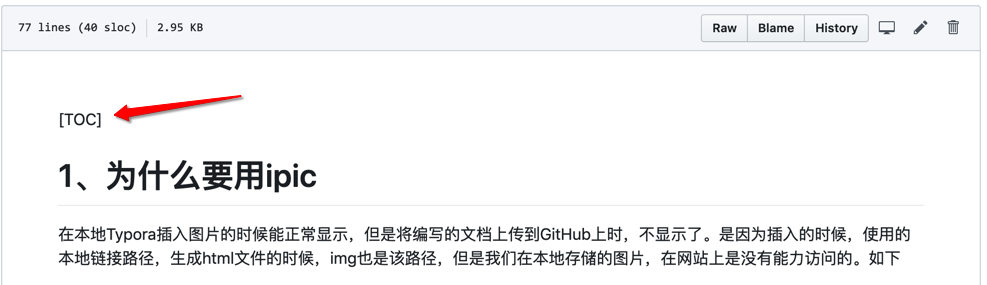 77 lines (40 sloc) 2.95 KB Raw Blame History
[TOC]
1、为什么要用ipic
在本地Typora插入图片的时候能正常显示，但是将编写的文档上传到GitHub上时，不显示了。是因为插入的时候，使用的
本地链接路径，生成html文件的时候，img也是该路径，但是我们在本地存储的图片，在网站上是没有能力访问的。如下